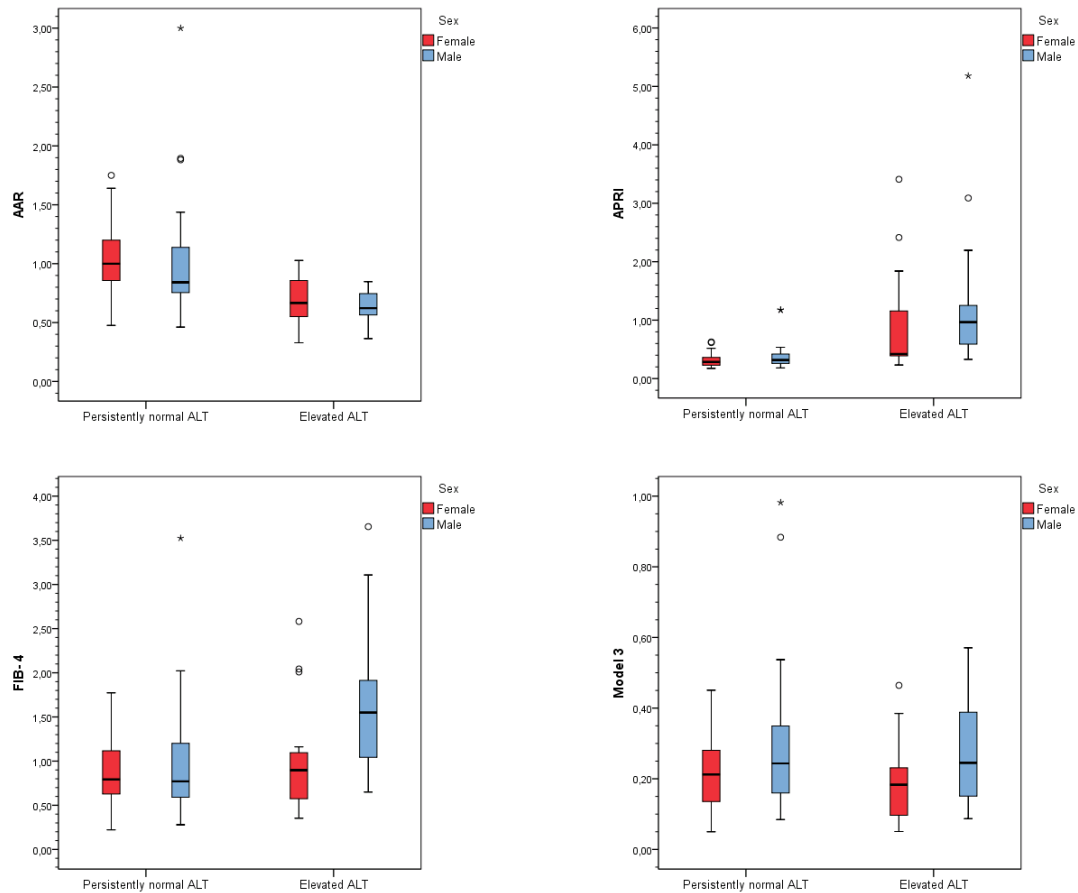 Sex
Female
Male
3,00
2,50
2,00
1,50
1,00
0,50
0,00
AAR
Persistently normal ALT
Elevated ALT
Sex
Female
Male
6,00
5,00
4,00
3,00
2,00
1,00
0,00
APRI
Persistently normal ALT
Elevated ALT
Sex
Female
Male
4,00
3,50
3,00
2,50
2,00
1,50
1,00
0,50
0,00
FIB-4
Persistently normal ALT
Elevated ALT
Sex
Female
Male
1,00
0,80
0,60
0,40
0,20
0,00
Model 3
Persistently normal ALT
Elevated ALT